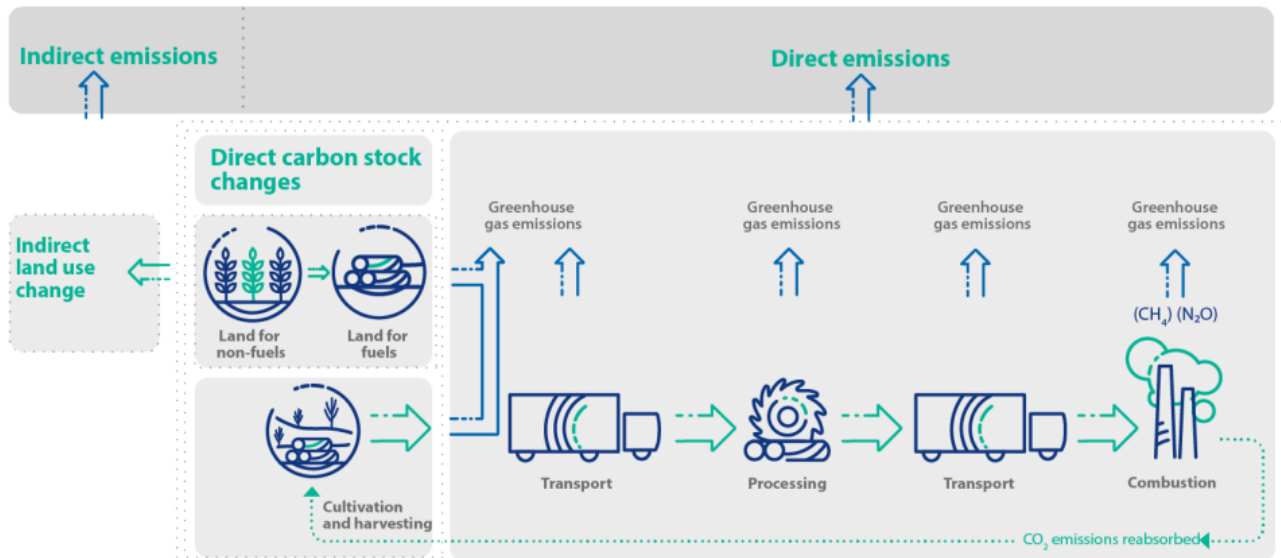 Indirect emissions
Direct emissions
Direct carbon stock
changes
Greenhouse
gas emissions
Greenhouse
gas emissions
Greenhouse
gas emissions
Greenhouse
gas emissions
Indirect
land use
change
(CH₄) (N₂O)
Land for
non-fuels
Land for
fuels
Transport
Processing
Transport
Combustion
Cultivation
and harvesting
CO₂ emissions reabsorbed